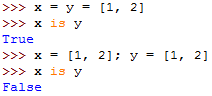 >>> x = y = [1, 2]
>>> x is y
True
>>> x = [1, 2]; y = [1, 2]
>>> x is y
False